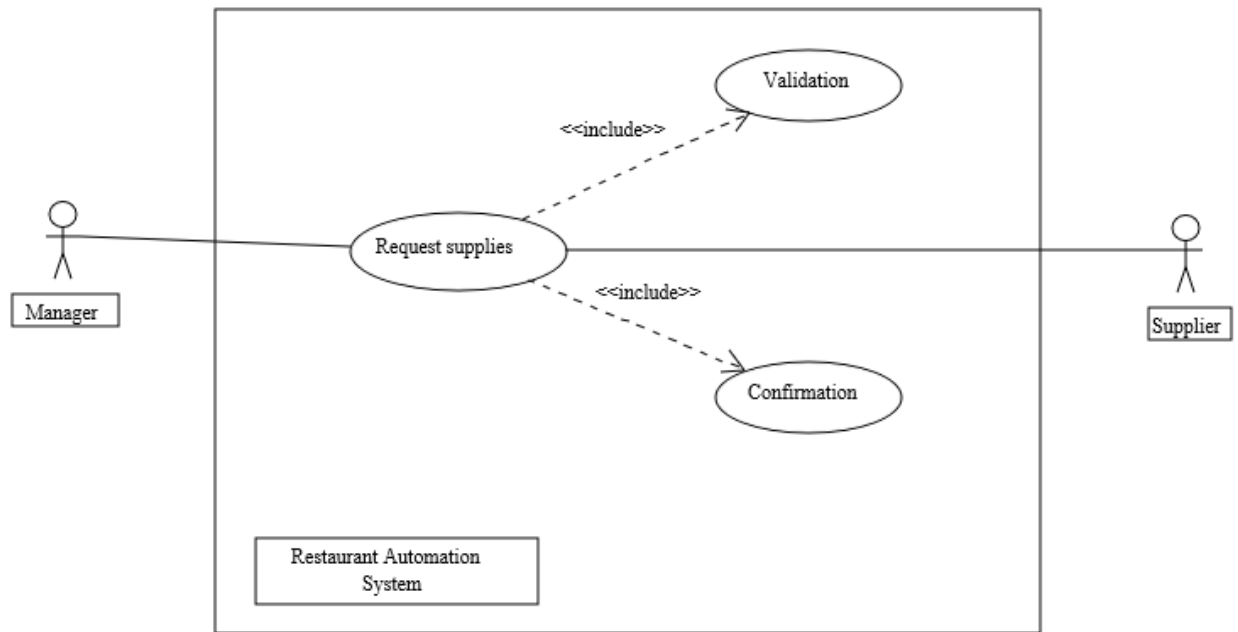 Validation
<<include>>
Request supplies
<<include>>
Manager
Supplier
Confirmation
Restaurant Automation
System